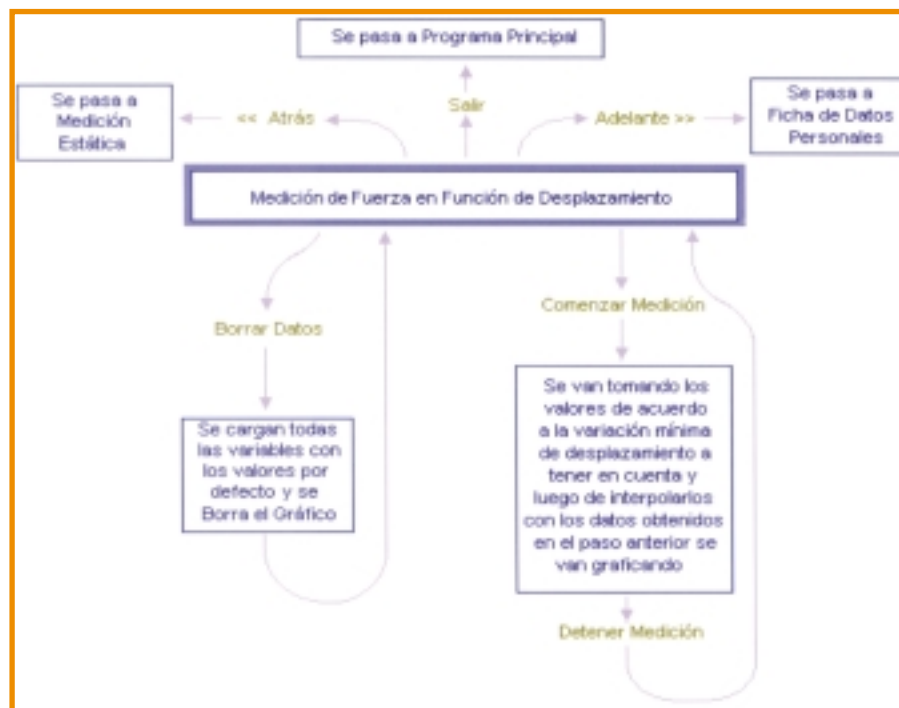 Se pasa a Programa Principal
Se pasa a
Medición
Estática
<< Atrás
Salir
Adelante >>
Se pasa a
Ficha de Datos
Personales
Medición de Fuerza en Función de Desplazamiento
Borrar Datos
Comenzar Medición
Se cargan todas
las variables con
los valores por
defecto y se
Borra el Gráfico
Se van tomando los
valores de acuerdo
a la variación mínima
de desplazamiento a
tener en cuenta y
luego de interpolarlos
con los datos obtenidos
en el paso anterior se
van graficando
Detener Medición